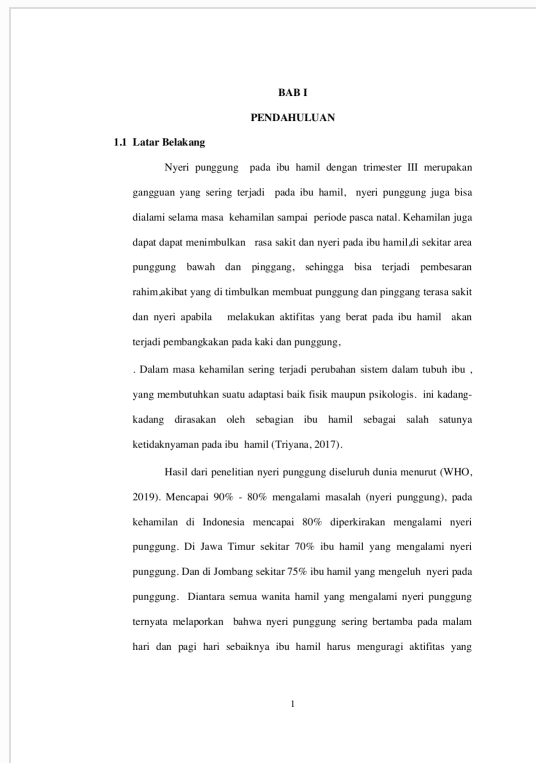 BAB I
PENDAHULUAN
1.1 Latar Belakang
Nyeri punggung pada ibu hamil dengan trimester III merupakan
gangguan yang sering terjadi pada ibu hamil, nyeri punggung juga bisa
dialami selama masa kehamilan sampai periode pasca natal. Kehamilan juga
dapat dapat menimbulkan rasa sakit dan nyeri pada ibu hamil,di sekitar area
punggung bawah dan pinggang, sehingga bisa terjadi pembesaran
rahim,akibat yang di timbulkan membuat punggung dan pinggang terasa sakit
dan nyeri apabila melakukan aktifitas yang berat pada ibu hamil akan
terjadi pembangkakan pada kaki dan punggung,
. Dalam masa kehamilan sering terjadi perubahan sistem dalam tubuh ibu ,
yang membutuhkan suatu adaptasi baik fisik maupun psikologis. ini kadang-
kadang dirasakan oleh sebagian ibu hamil sebagai salah satunya
ketidaknyaman pada ibu hamil (Triyana, 2017).
Hasil dari penelitian nyeri punggung diseluruh dunia menurut (WHO,
2019). Mencapai 90% - 80% mengalami masalah (nyeri punggung), pada
kehamilan di Indonesia mencapai 80% diperkirakan mengalami nyeri
punggung. Di Jawa Timur sekitar 70% ibu hamil yang mengalami nyeri
punggung. Dan di Jombang sekitar 75% ibu hamil yang mengeluh nyeri pada
punggung. Diantara semua wanita hamil yang mengalami nyeri punggung
ternyata melaporkan bahwa nyeri punggung sering bertamba pada malam
hari dan pagi hari sebaiknya ibu hamil harus menguragi aktifitas yang
1